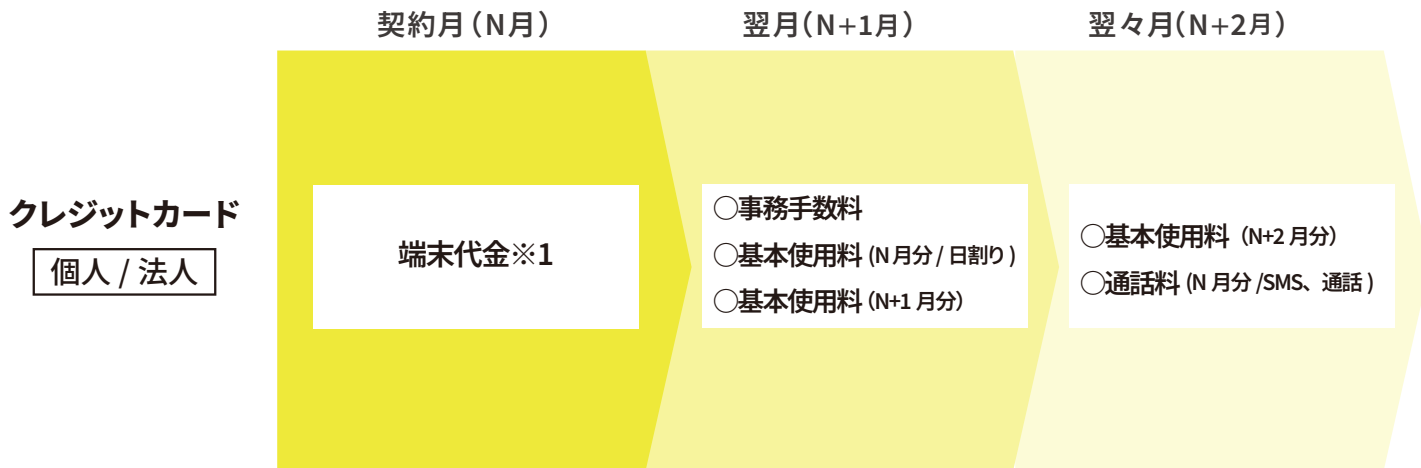 契約月（N月）
翌月（N+1月）
翌々月（N+2月）
クレジットカード
個人 / 法人
端末代金※1
○事務手数料
○基本使用料（N月分 / 日割り）
○基本使用料（N+1 月分）
○基本使用料（N+2 月分）
○通話料（N 月分 /SMS、通話）